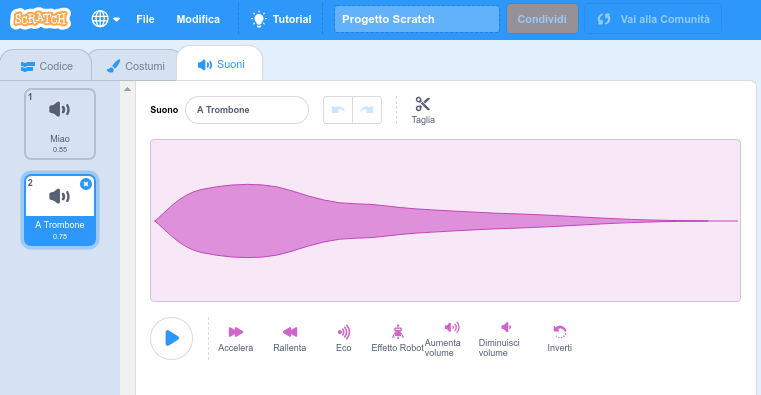 SCRATCH File Modifica Tutorial Progetto Scratch Condividi Vai alla Comunità
Codice Costumi Suoni
1
Miao
0.85
2
A Trombone
0.75
Suono A Trombone
Taglia
Accelera Rallenta Eco Effetto Robot Aumenta volume Diminuisci volume Inverti